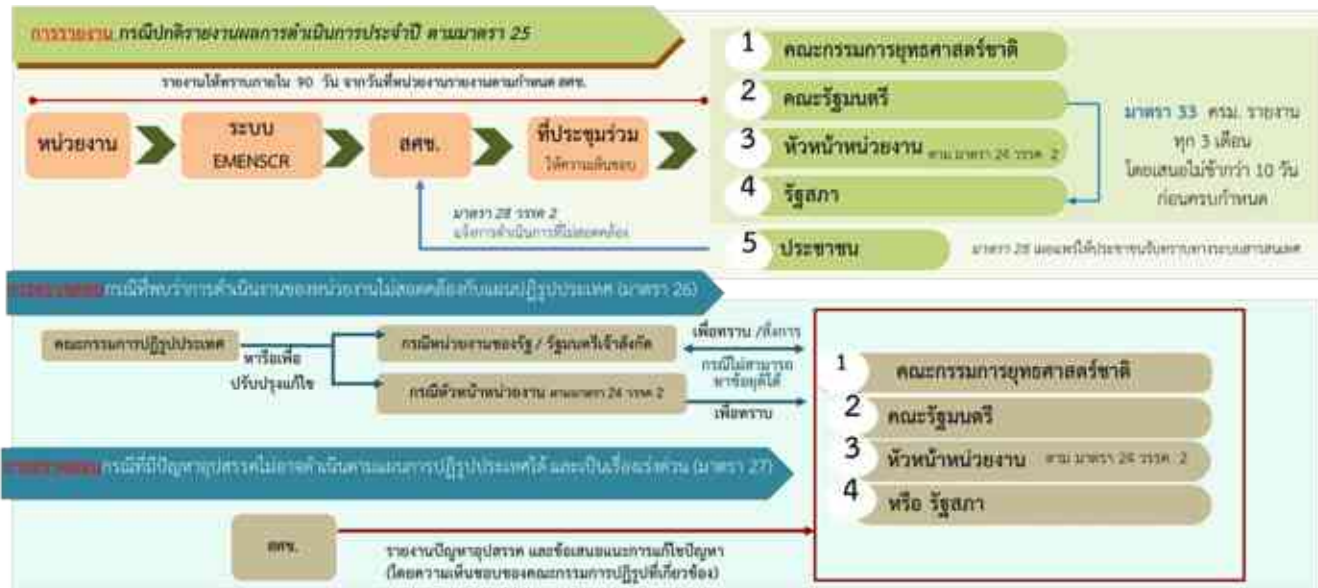 การรายงาน กรณีปกติรายงานผลการดำเนินการประจำปี ตามมาตรา 25
รายงานให้ทราบภายใน 90 วัน จากวันที่หน่วยงานรายงานตามกำหนด สศช.
หน่วยงาน
ระบบ
EMENSCR
สศช.
ที่ประชุมร่วม
ให้ความเห็นชอบ
มาตรา 28 วรรค 2
แจ้งการดำเนินการที่ไม่สอดคล้อง
1 คณะกรรมการยุทธศาสตร์ชาติ
2 คณะรัฐมนตรี
3 หัวหน้าหน่วยงาน ตาม มาตรา 24 วรรค 2
4 รัฐสภา
5 ประชาชน
มาตรา 33 ครม. รายงาน
ทุก 3 เดือน
โดยเสนอไม่ช้ากว่า 10 วัน
ก่อนครบกำหนด
มาตรา 28 เผยแพร่ให้ประชาชนรับทราบทางระบบสารสนเทศ
กรณีที่พบว่าการดำเนินงานของหน่วยงานไม่สอดคล้องกับแผนปฏิรูปประเทศ (มาตรา 26)
คณะกรรมการปฏิรูปประเทศ
หารือเพื่อ
ปรับปรุงแก้ไข
กรณีหน่วยงานของรัฐ / รัฐมนตรีเจ้าสังกัด
กรณีหัวหน้าหน่วยงาน ตามมาตรา 24 วรรค 2
เพื่อทราบ /สั่งการ
กรณีไม่สามารถ
หาข้อยุติได้
เพื่อทราบ
1 คณะกรรมการยุทธศาสตร์ชาติ
2 คณะรัฐมนตรี
3 หัวหน้าหน่วยงาน ตาม มาตรา 24 วรรค 2
4 หรือ รัฐสภา
กรณีที่มีปัญหาอุปสรรคไม่อาจดำเนินตามแผนการปฏิรูปประเทศได้ และเป็นเรื่องเร่งด่วน (มาตรา 27)
สศช.
รายงานปัญหาอุปสรรค และข้อเสนอแนะการแก้ไขปัญหา
(โดยความเห็นชอบของคณะกรรมการปฏิรูปที่เกี่ยวข้อง)